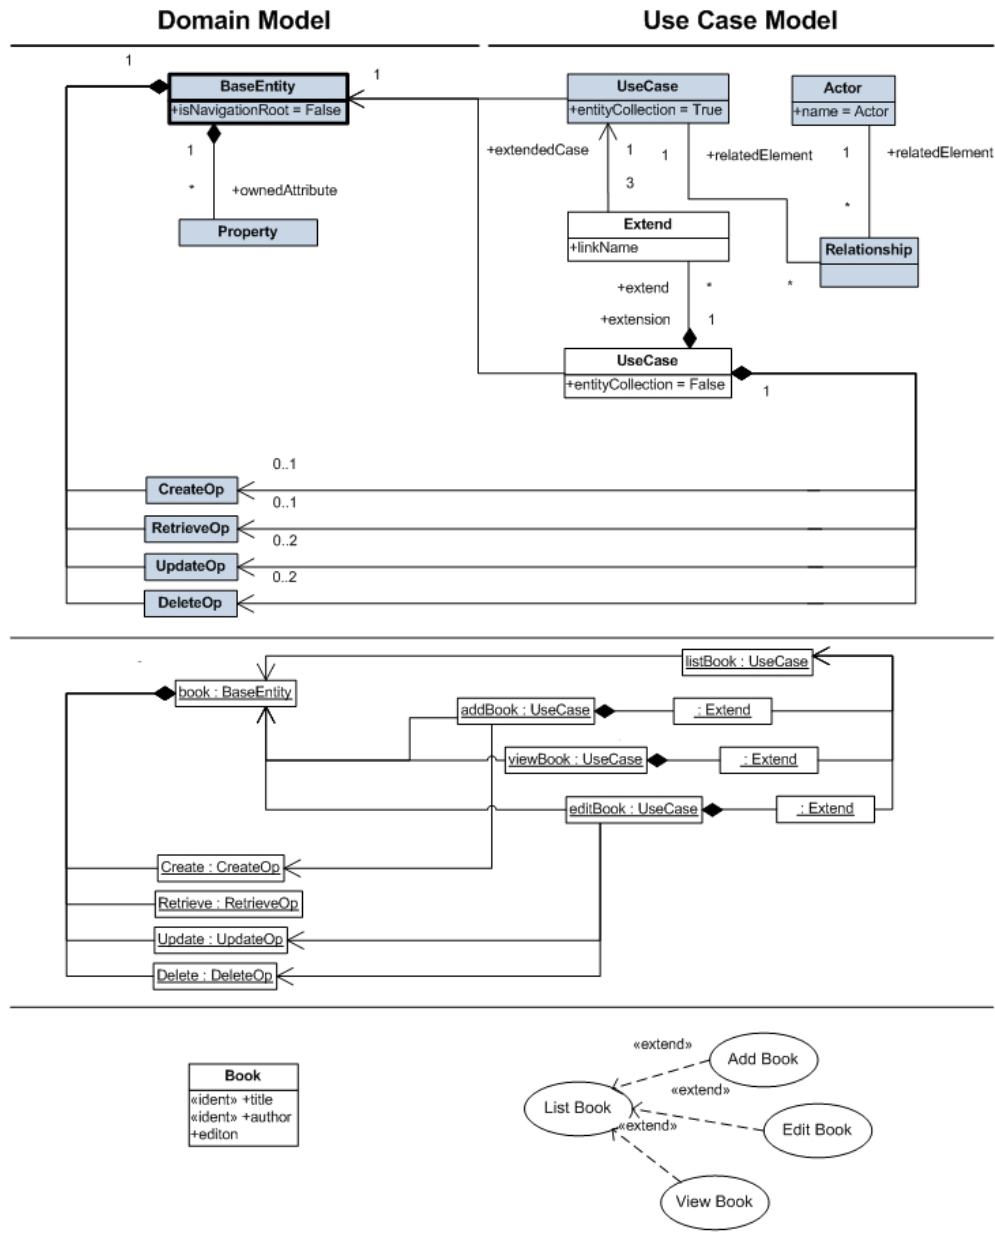 Domain Model
Use Case Model
1
BaseEntity
+isNavigationRoot = False
1
UseCase
+entityCollection = True
Actor
+name = Actor
+extendedCase
1
1
+relatedElement
1
+relatedElement
1
*
+ownedAttribute
3
*
Property
Extend
+linkName
Relationship
+extend
*
*
+extension
1
UseCase
+entityCollection = False
1
0..1
CreateOp
0..1
RetrieveOp
0..2
UpdateOp
0..2
DeleteOp
listBook : UseCase
book : BaseEntity
addBook : UseCase
: Extend
viewBook : UseCase
: Extend
editBook : UseCase
: Extend
Create : CreateOp
Retrieve : RetrieveOp
Update : UpdateOp
Delete : DeleteOp
Book
«ident» +title
«ident» +author
+editon
«extend»
Add Book
«extend»
List Book
«extend»
Edit Book
View Book